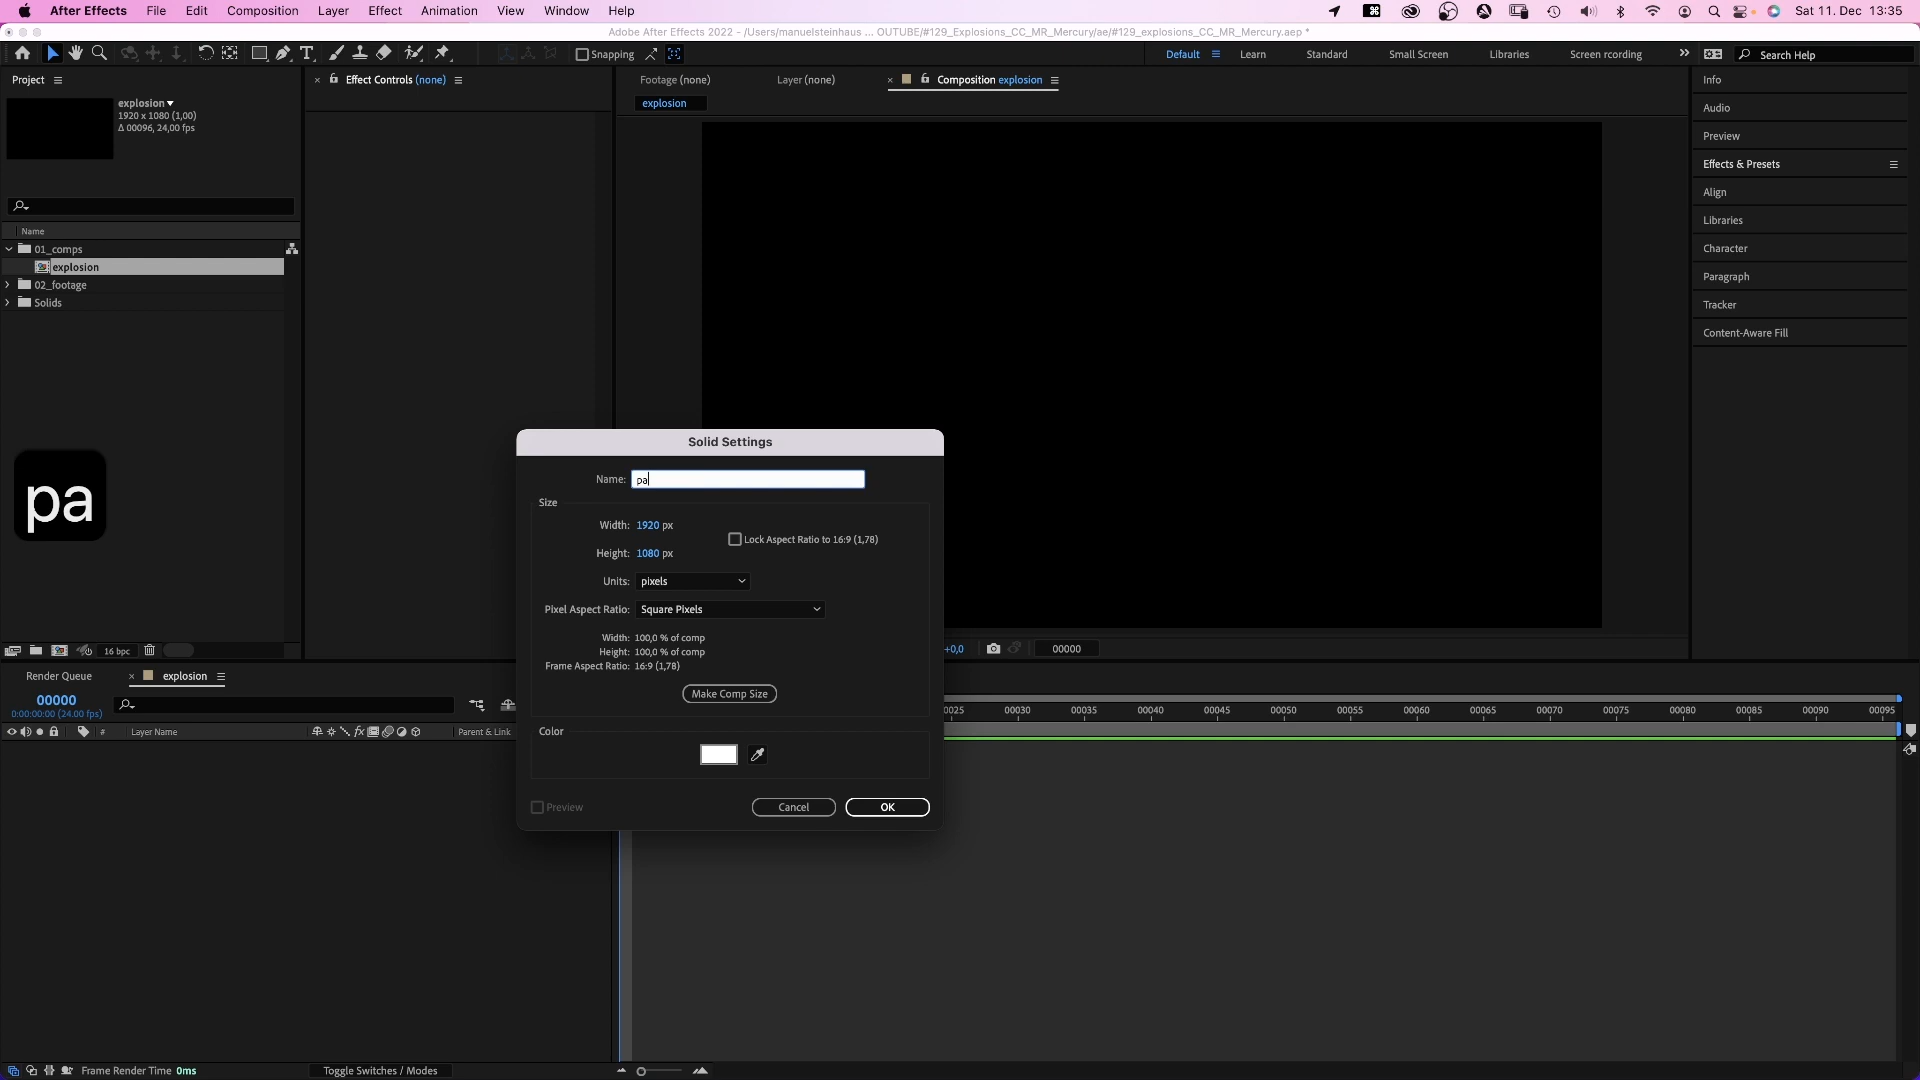 After Effects File Edit Composition Layer Effect Animation View Window Help Sat 11. Dec 13:35
Adobe After Effects 2022 - /Users/manuelsteinhaus ... OUTUBE/#129_Explosions_CC_MR_Mercury/ae/#129_explosions_CC_MR_Mercury.aep *
Snapping Default Learn Standard Small Screen Libraries Screen rcording Search Help
Project Effect Controls (none) Footage (none) Layer (none) Composition explosion Info
explosion
1920 x 1080 (1,00)
Δ 00096, 24,00 fps
explosion
Audio
Preview
Effects & Presets
Align
Libraries
Character
Paragraph
Tracker
Content-Aware Fill
Name
01_comps
explosion
02_footage
Solids
pa
Solid Settings
Name: pa
Size
Width: 1920 px
Lock Aspect Ratio to 16:9 (1,78)
Height: 1080 px
Units: pixels
Pixel Aspect Ratio: Square Pixels
Width: 100,0 % of comp
Height: 100,0 % of comp
Frame Aspect Ratio: 16:9 (1,78)
Make Comp Size
Color
Preview Cancel OK
16 bpc
+0,0 00000
Render Queue explosion
00000
0:00:00:00 (24.00 fps)
# Layer Name fx Parent & Link
0025 00030 00035 00040 00045 00050 00055 00060 00065 00070 00075 00080 00085 00090 00095
Frame Render Time 0ms Toggle Switches / Modes